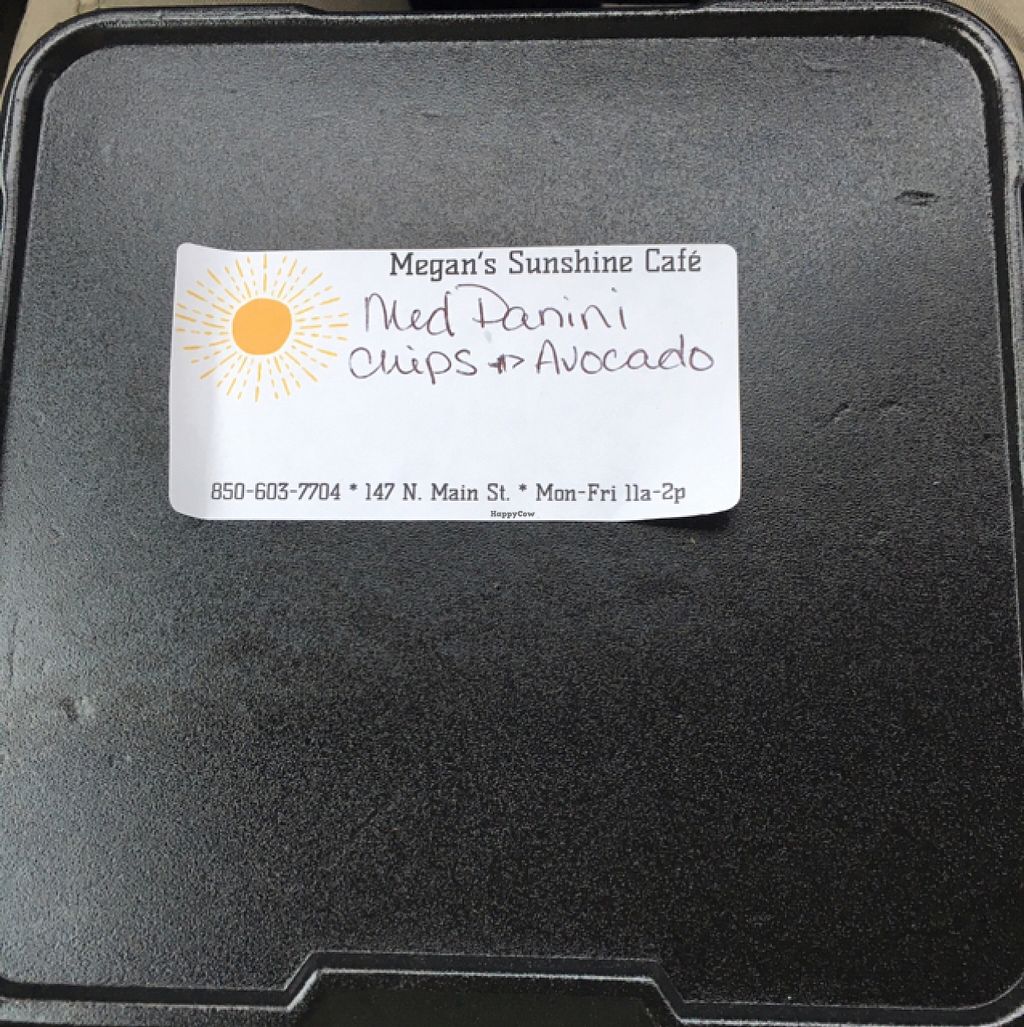 Megan's Sunshine Café
Med Panini
Chips → Avocado
850-603-7704 * 147 N. Main St. * Mon-Fri 11a-2p
HappyCow